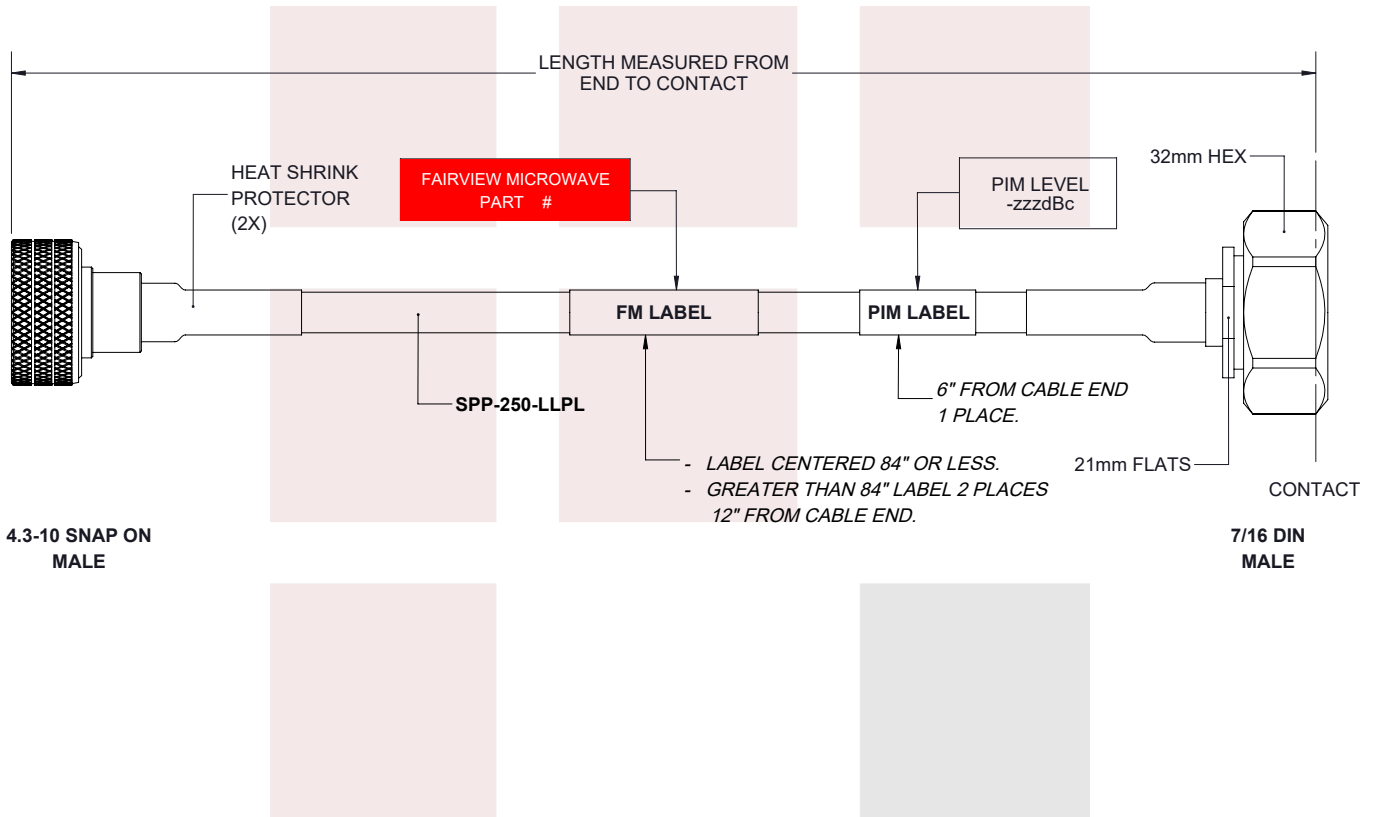 LENGTH MEASURED FROM
END TO CONTACT
HEAT SHRINK
PROTECTOR
(2X)
FAIRVIEW MICROWAVE
PART #
PIM LEVEL
-zzzdBc
32mm HEX
FM LABEL
PIM LABEL
SPP-250-LLPL
6" FROM CABLE END
1 PLACE.
- LABEL CENTERED 84" OR LESS.
- GREATER THAN 84" LABEL 2 PLACES
12" FROM CABLE END.
21mm FLATS
CONTACT
4.3-10 SNAP ON
MALE
7/16 DIN
MALE